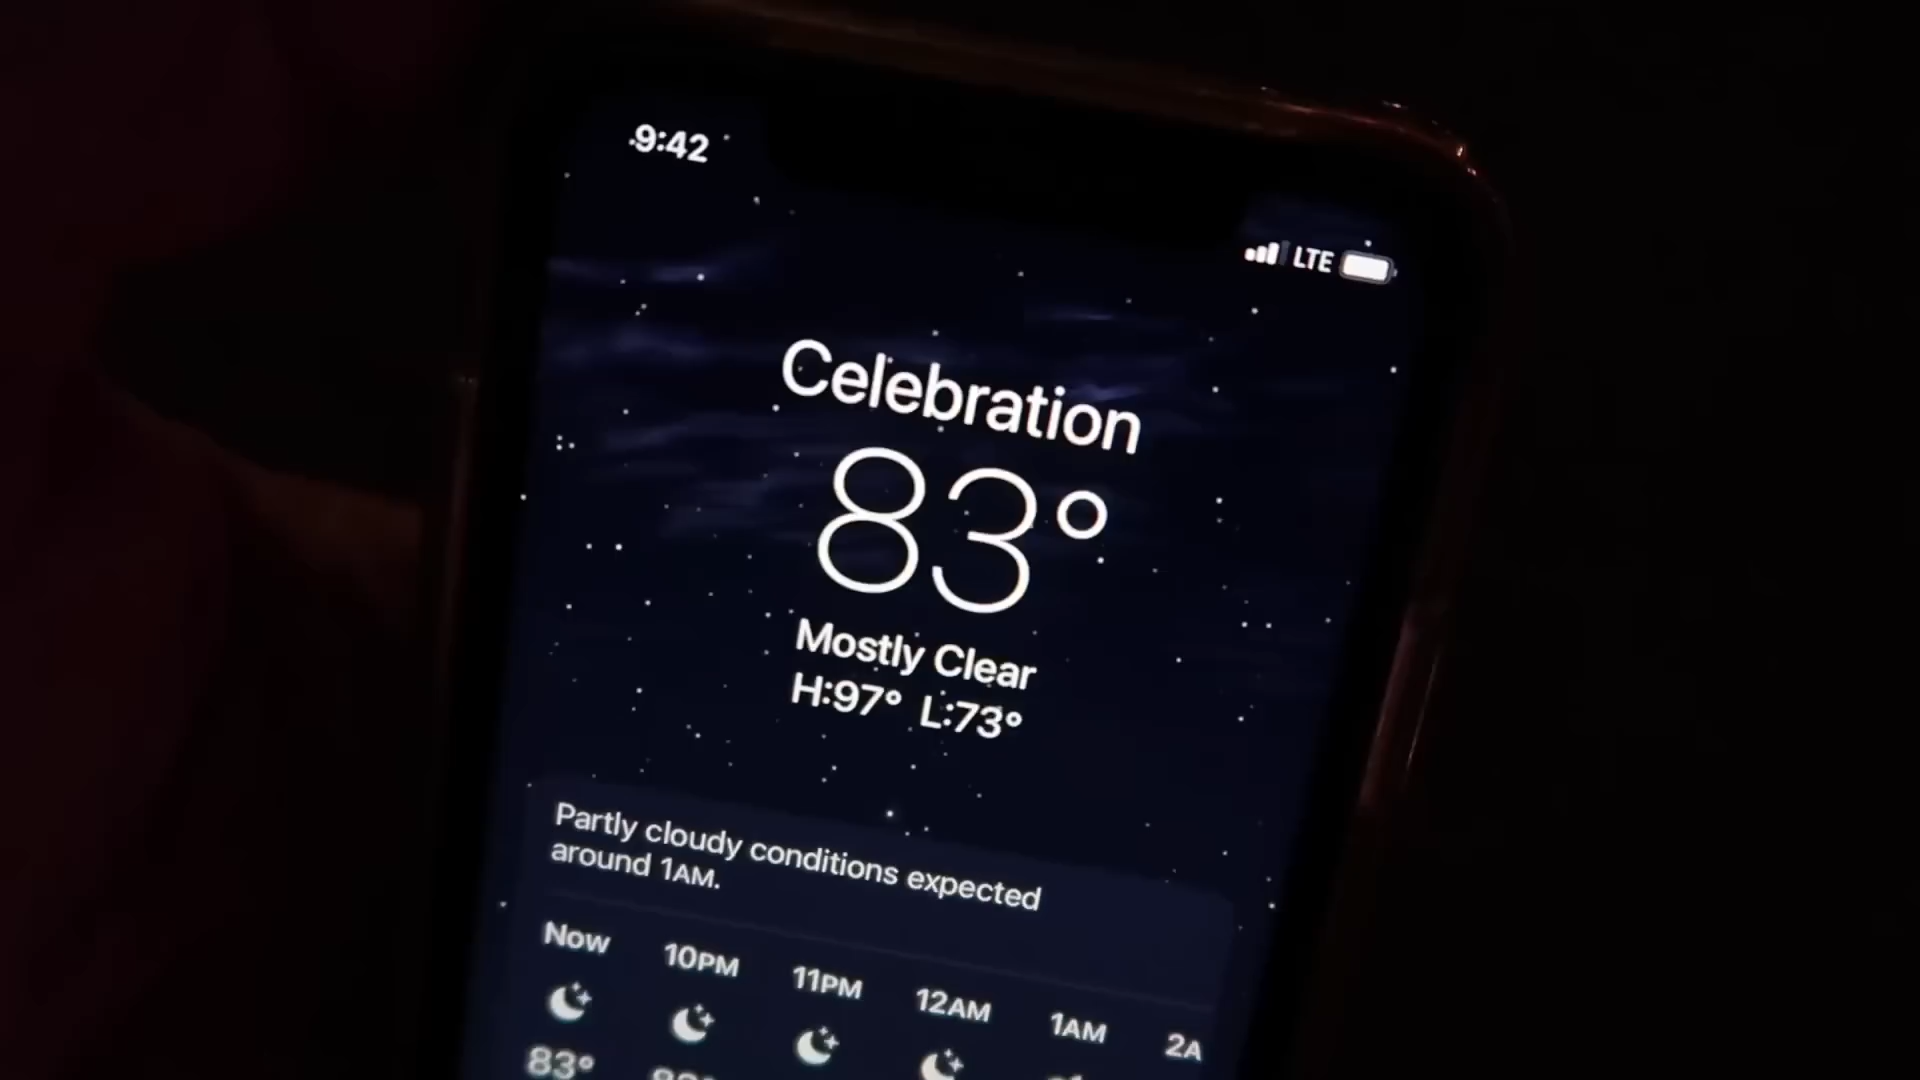 9:42
LTE
Celebration
83°
Mostly Clear
H:97° L:73°
Partly cloudy conditions expected
around 1AM.
Now 10PM 11PM 12AM 1AM 2A
83°